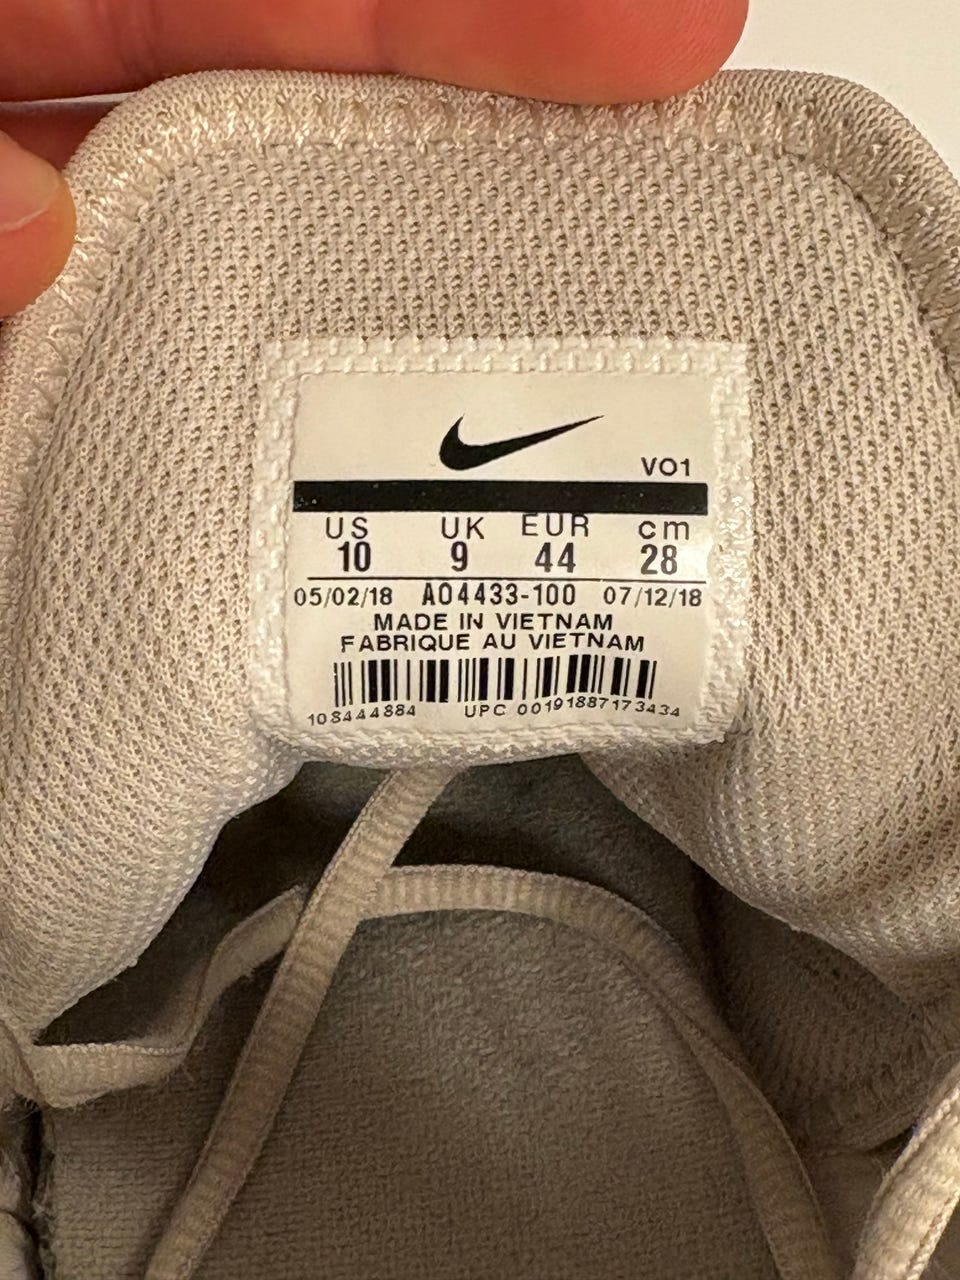 VO1
US UK EUR cm
10 9 44 28
05/02/18 AO4433-100 07/12/18
MADE IN VIETNAM
FABRIQUE AU VIETNAM
108444884 UPC 00191887173434